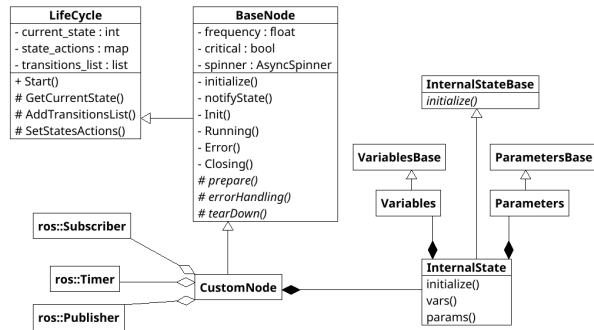 LifeCycle
- current_state : int
- state_actions : map
- transitions_list : list
+ Start()
# GetCurrentState()
# AddTransitionsList()
# SetStatesActions()
BaseNode
- frequency : float
- critical : bool
- spinner : AsyncSpinner
- initialize()
- notifyState()
- Init()
- Running()
- Error()
- Closing()
# prepare()
# errorHandling()
# tearDown()
InternalStateBase
initialize()
VariablesBase
ParametersBase
Variables
Parameters
ros::Subscriber
ros::Timer
ros::Publisher
CustomNode
InternalState
initialize()
vars()
params()